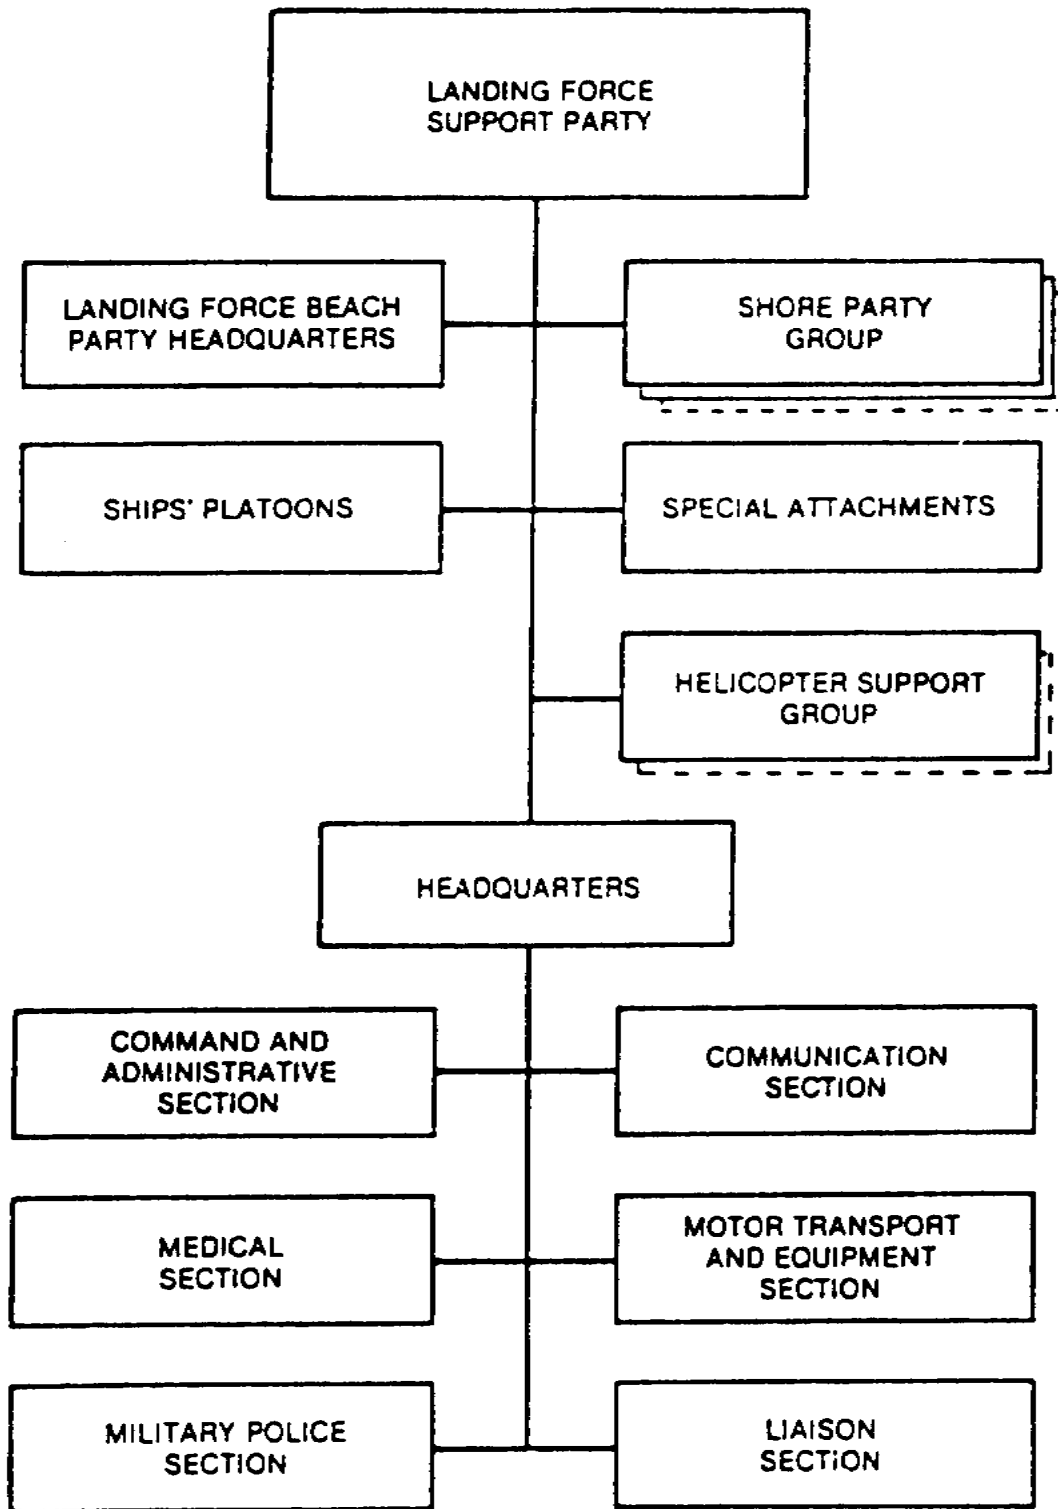 LANDING FORCE
SUPPORT PARTY
LANDING FORCE BEACH
PARTY HEADQUARTERS
SHORE PARTY
GROUP
SHIPS' PLATOONS
SPECIAL ATTACHMENTS
HELICOPTER SUPPORT
GROUP
HEADQUARTERS
COMMAND AND
ADMINISTRATIVE
SECTION
COMMUNICATION
SECTION
MEDICAL
SECTION
MOTOR TRANSPORT
AND EQUIPMENT
SECTION
MILITARY POLICE
SECTION
LIAISON
SECTION